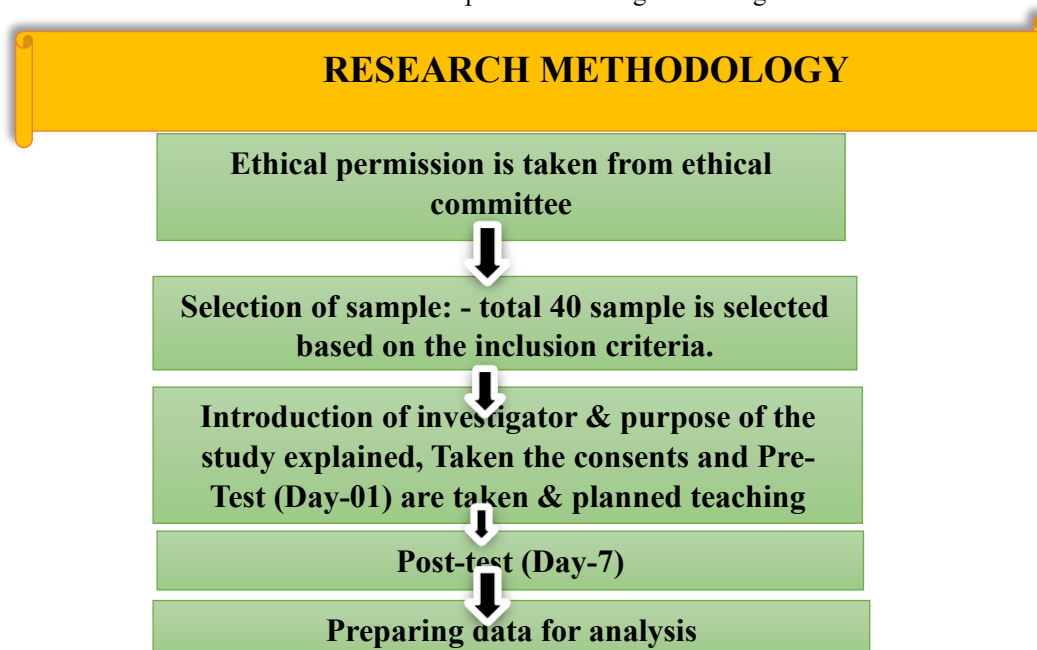 RESEARCH METHODOLOGY
Ethical permission is taken from ethical
committee
Selection of sample: - total 40 sample is selected
based on the inclusion criteria.
Introduction of investigator & purpose of the
study explained, Taken the consents and Pre-
Test (Day-01) are taken & planned teaching
Post-test (Day-7)
Preparing data for analysis